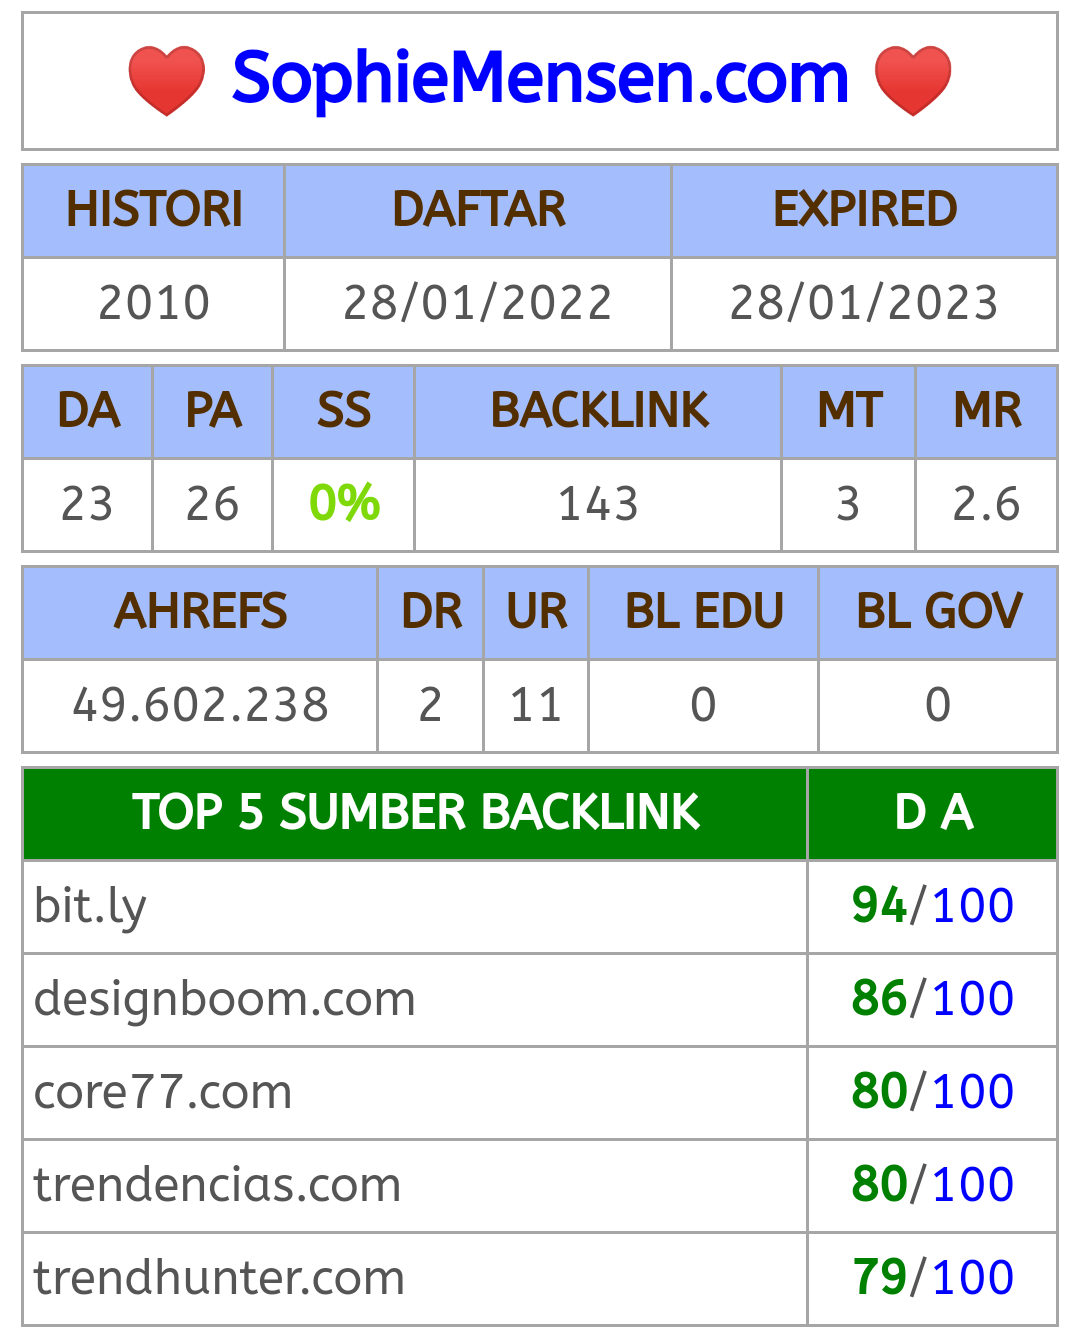 ❤️ SophieMensen.com ❤️
HISTORI DAFTAR EXPIRED
2010 28/01/2022 28/01/2023
DA PA SS BACKLINK MT MR
23 26 0% 143 3 2.6
AHREFS DR UR BL EDU BL GOV
49.602.238 2 11 0 0
TOP 5 SUMBER BACKLINK D A
bit.ly 94/100
designboom.com 86/100
core77.com 80/100
trendencias.com 80/100
trendhunter.com 79/100